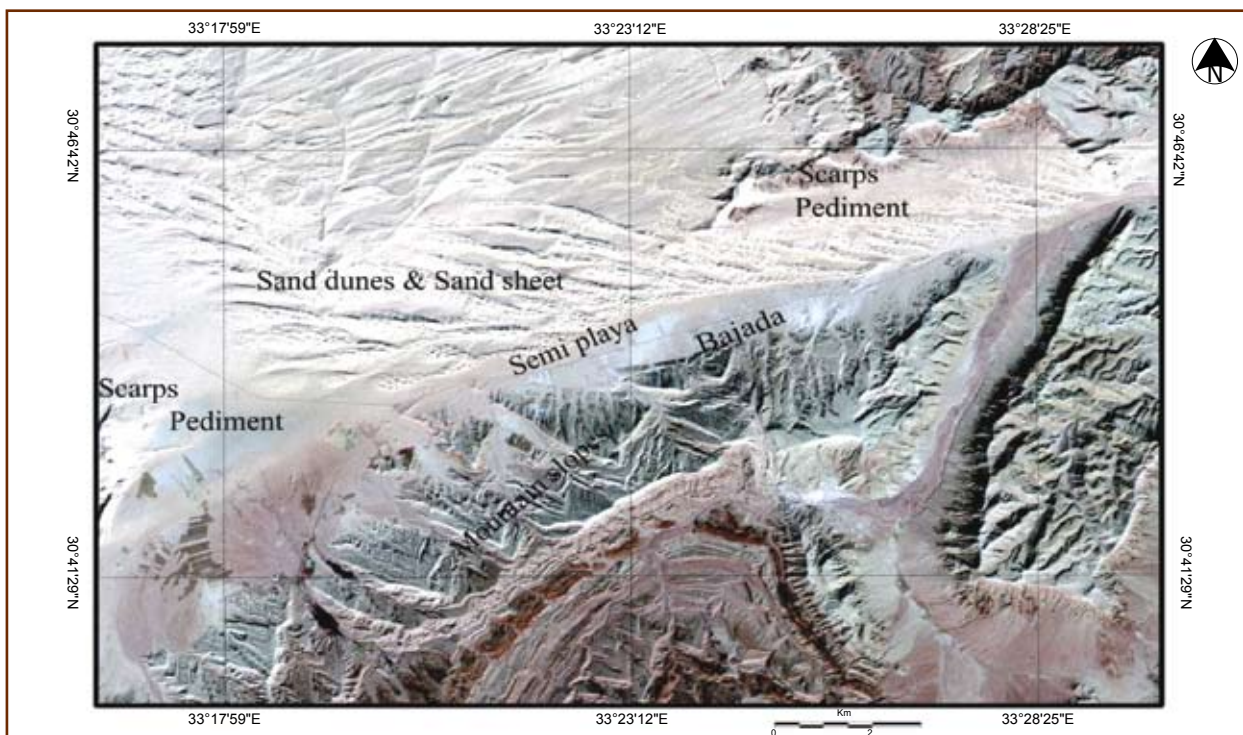 33°17'59"E
33°23'12"E
33°28'25"E
N
30°46'42"N
30°46'42"N
Scarps
Pediment
Sand dunes & Sand sheet
Semi playa
Bajada
Scarps
Pediment
Mountain slope
30°41'29"N
30°41'29"N
33°17'59"E
33°23'12"E
33°28'25"E
Km
0
2